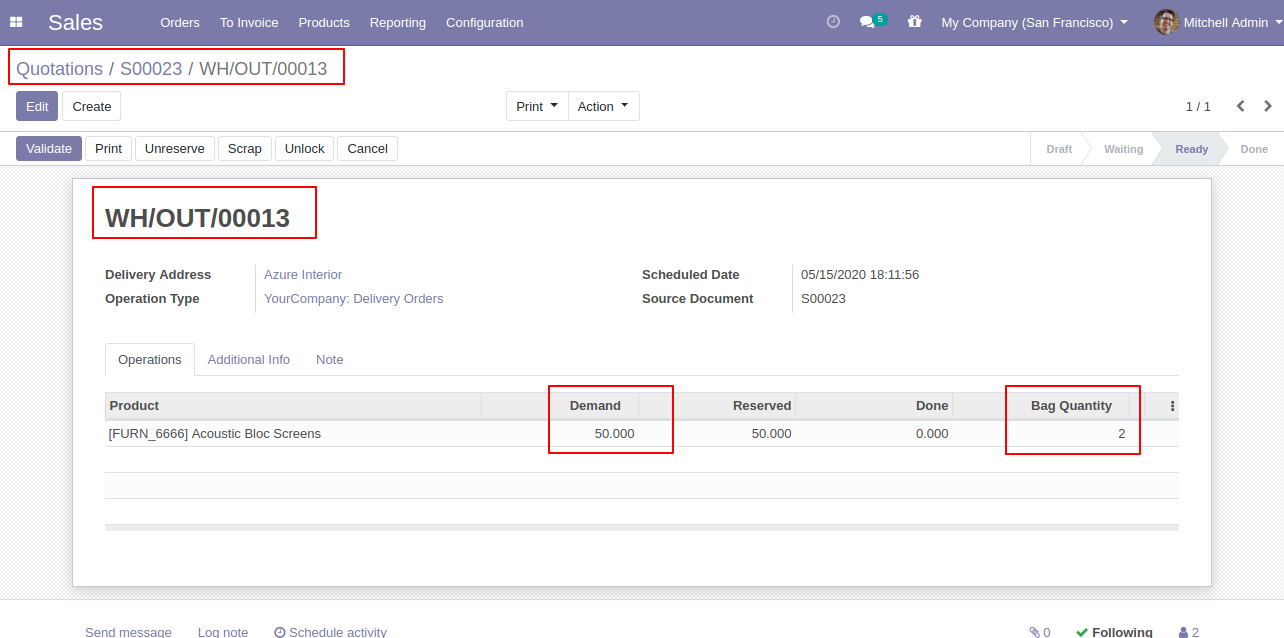 Sales Orders To Invoice Products Reporting Configuration 5 My Company (San Francisco) Mitchell Admin
Quotations / S00023 / WH/OUT/00013
Edit Create Print Action 1 / 1
Validate Print Unreserve Scrap Unlock Cancel Draft Waiting Ready Done
WH/OUT/00013
Delivery Address Azure Interior Scheduled Date 05/15/2020 18:11:56
Operation Type YourCompany: Delivery Orders Source Document S00023
Operations Additional Info Note
Product Demand Reserved Done Bag Quantity
[FURN_6666] Acoustic Bloc Screens 50.000 50.000 0.000 2
Send message Log note Schedule activity 0 Following 2